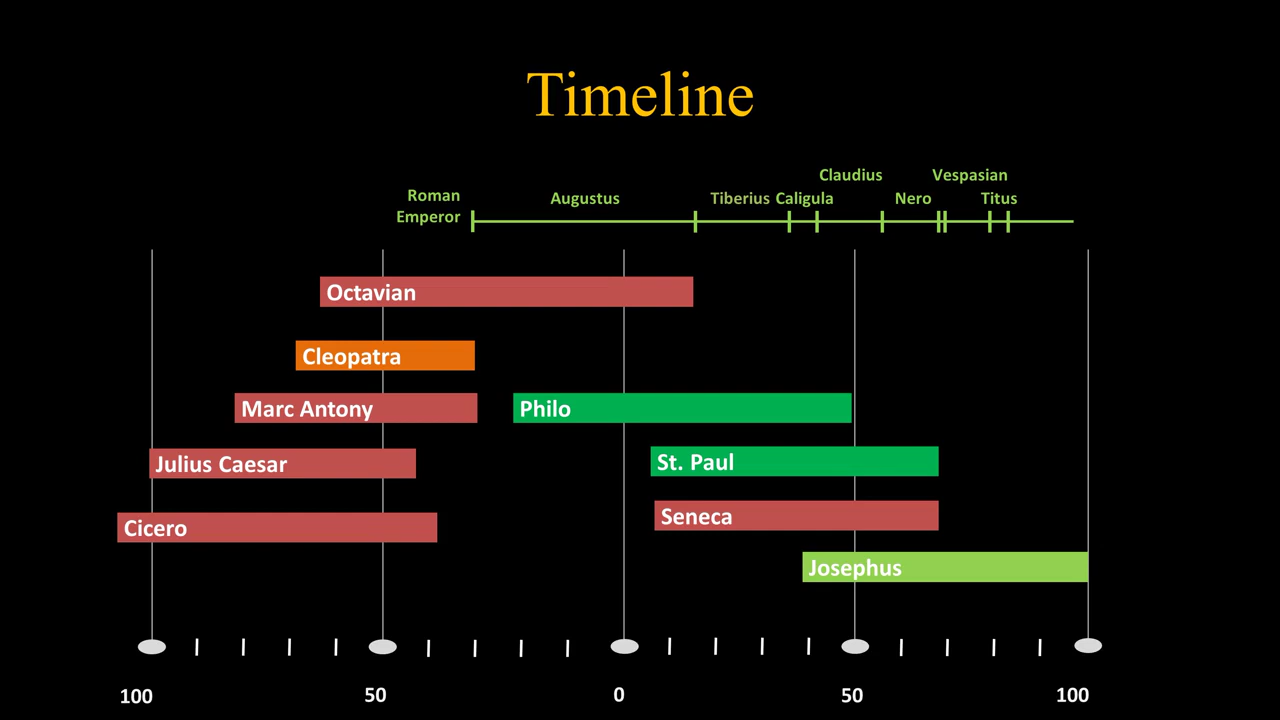 Timeline
Claudius Vespasian
Roman Augustus Tiberius Caligula Nero Titus
Emperor
Octavian
Cleopatra
Marc Antony Philo
Julius Caesar St. Paul
Cicero Seneca
Josephus
100 50 0 50 100